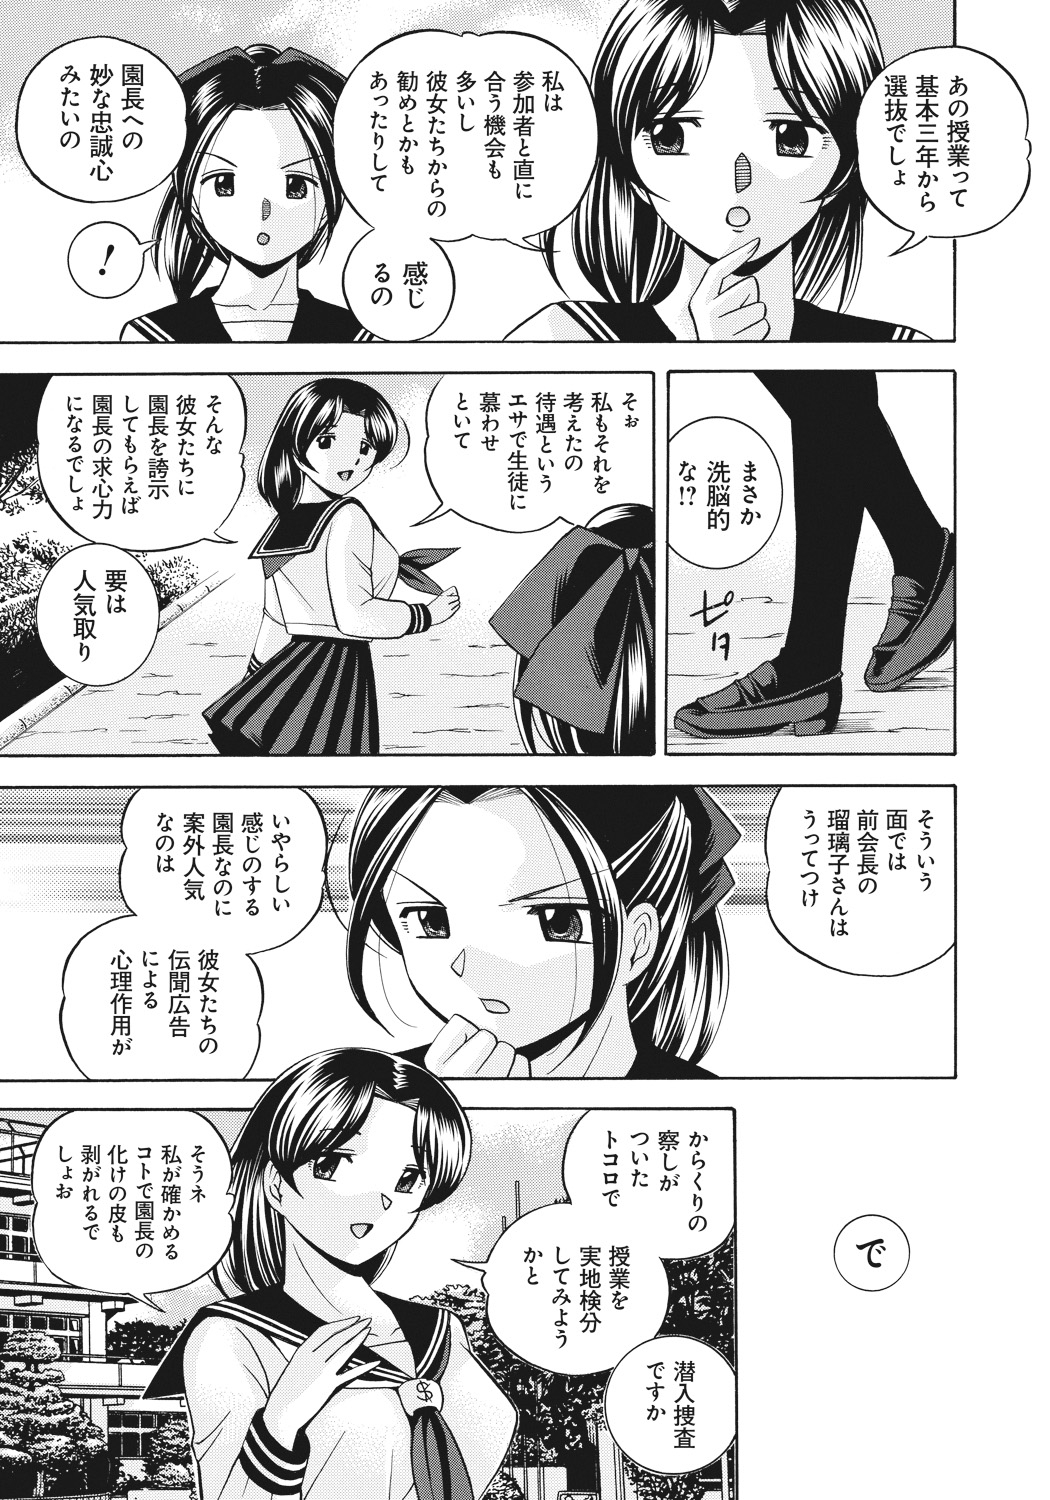 あの授業って
基本三年から
選抜でしょ
私は
参加者と直に
合う機会も
多いし
彼女たちからの
勧めとかも
あったりして
感じ
るの
園長への
妙な忠誠心
みたいの
！
まさか
洗脳的
な!?
ピタ
そぉ
私もそれを
考えたの
待遇という
エサで生徒に
慕わせ
といて
そんな
彼女たちに
園長を誇示
してもらえば
園長の求心力
になるでしょ
要は
人気取り
そういう
面では
前会長の
瑠璃子さんは
うってつけ
いやらしい
感じのする
園長なのに
案外人気
なのは
彼女たちの
伝聞広告
による
心理作用が
で
からくりの
察しが
ついた
トコロで
授業を
実地検分
してみよう
かと
潜入捜査
ですか
そうネ
私が確かめる
コトで園長の
化けの皮も
剥がれるで
しょお